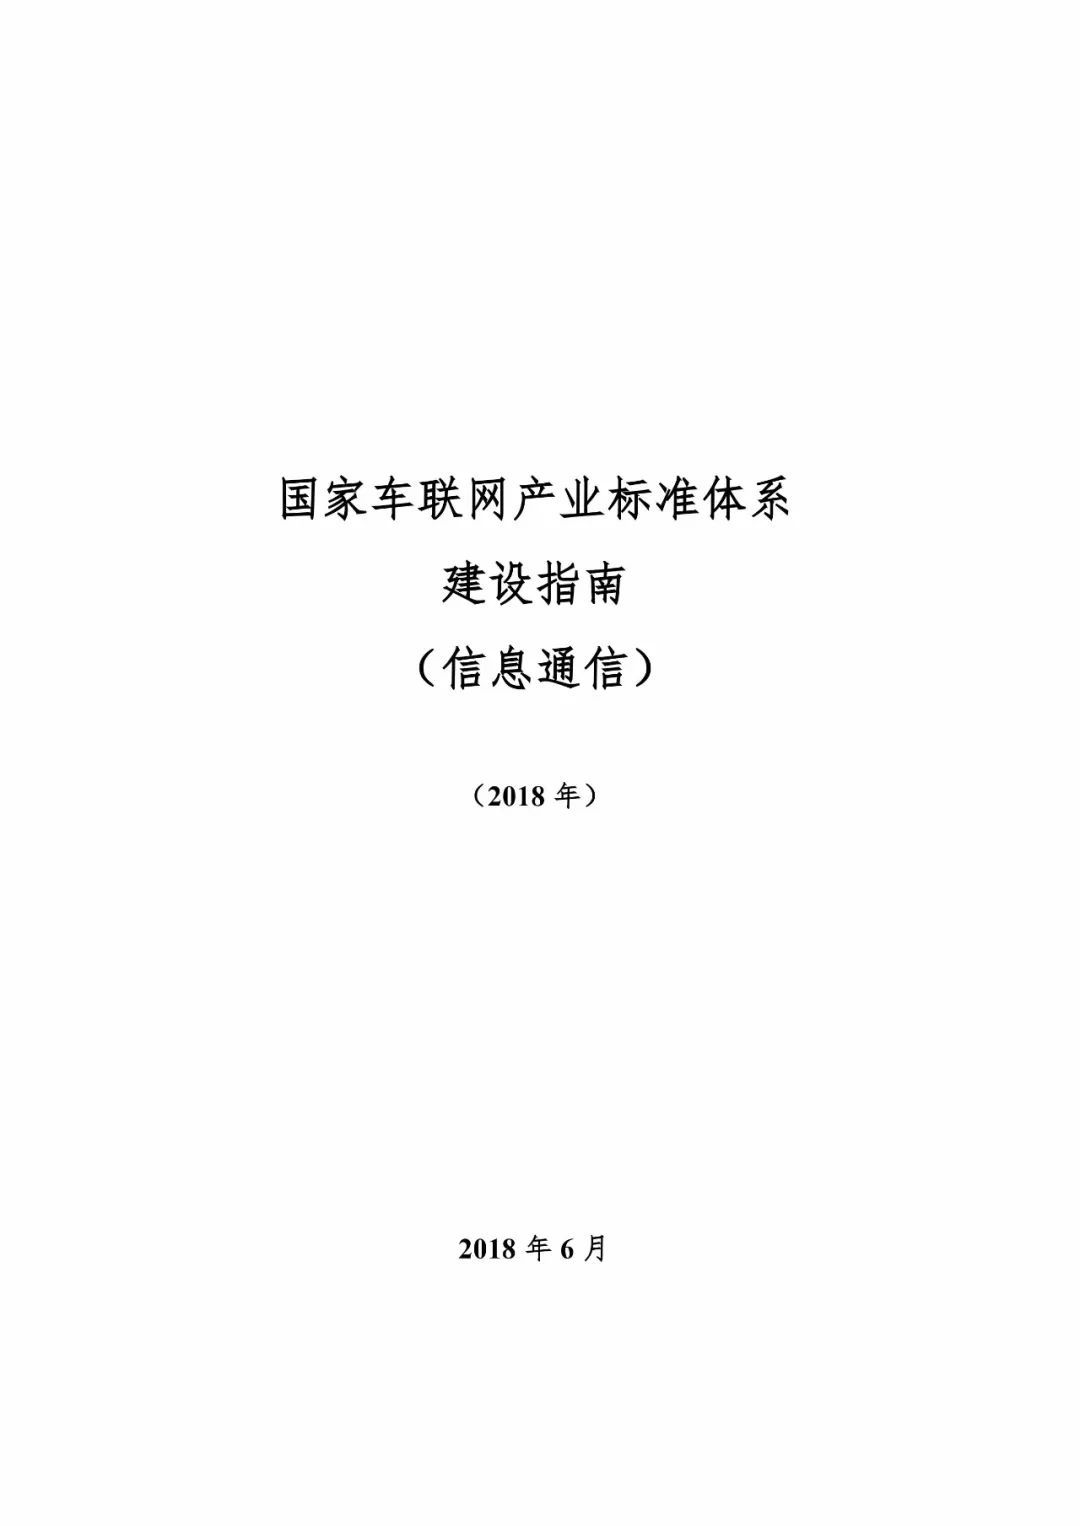 国家车联网产业标准体系
建设指南
（信息通信）
（2018 年）
2018 年 6 月